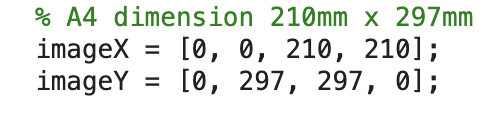 % A4 dimension 210mm x 297mm
imageX = [0, 0, 210, 210];
imageY = [0, 297, 297, 0];